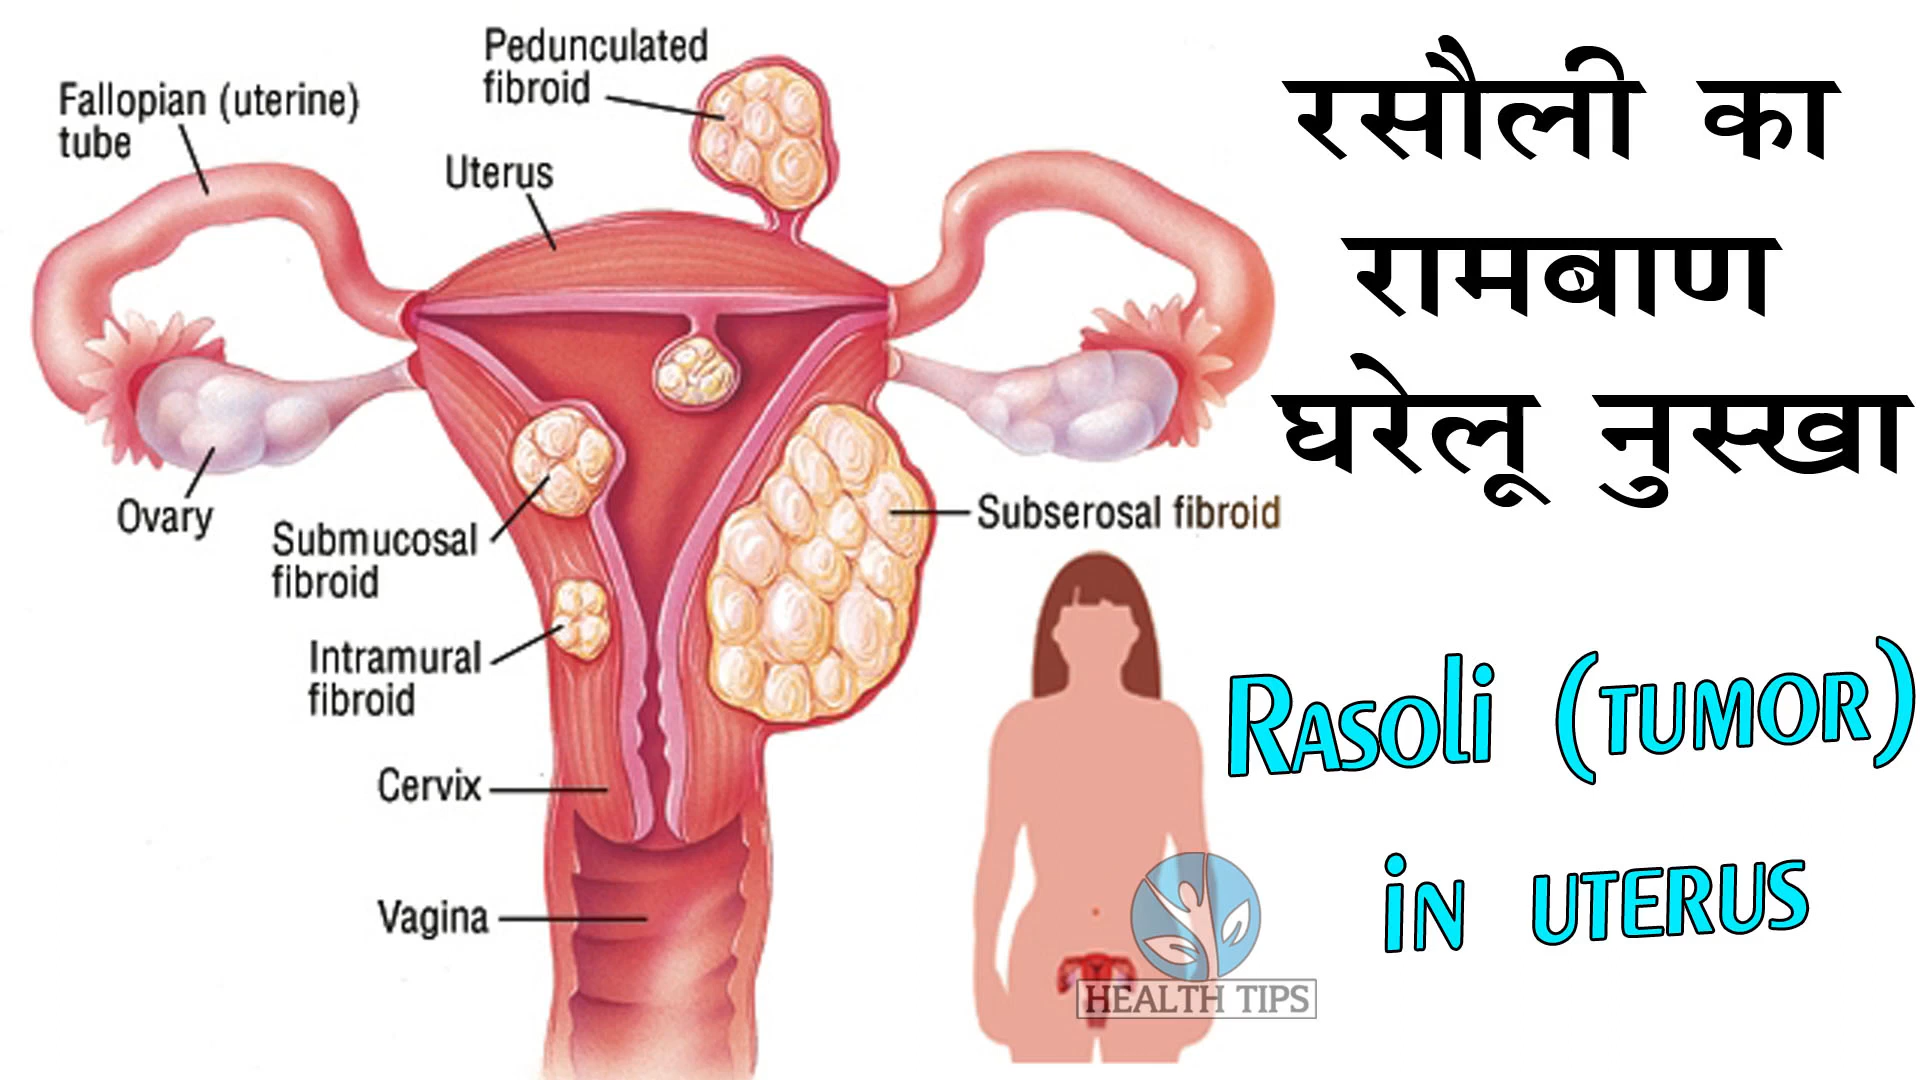 Pedunculated
fibroid
Fallopian (uterine)
tube
Uterus
Ovary
Submucosal
fibroid
Intramural
fibroid
Cervix
Vagina
Subserosal fibroid
रसौली का
रामबाण
घरेलू नुस्खा
Rasoli (TUMOR)
in UTERUS
HEALTH TIPS